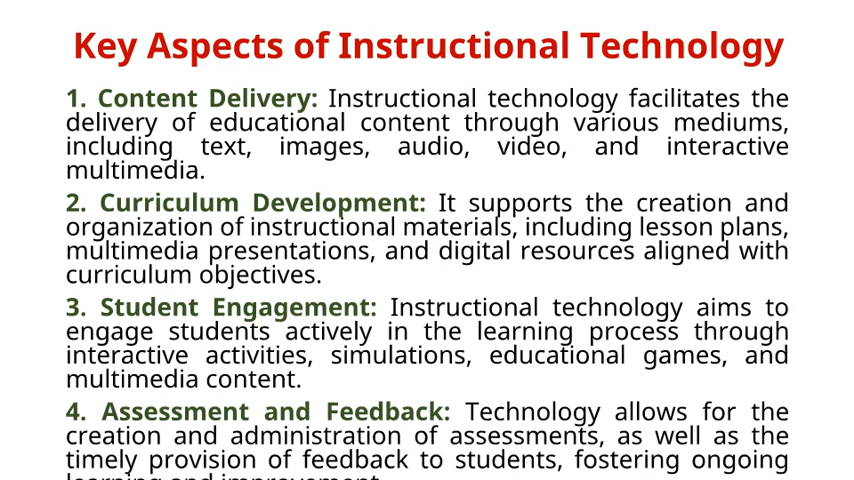 Key Aspects of Instructional Technology
1. Content Delivery: Instructional technology facilitates the
delivery of educational content through various mediums,
including text, images, audio, video, and interactive
multimedia.
2. Curriculum Development: It supports the creation and
organization of instructional materials, including lesson plans,
multimedia presentations, and digital resources aligned with
curriculum objectives.
3. Student Engagement: Instructional technology aims to
engage students actively in the learning process through
interactive activities, simulations, educational games, and
multimedia content.
4. Assessment and Feedback: Technology allows for the
creation and administration of assessments, as well as the
timely provision of feedback to students, fostering ongoing
learning and improvement.